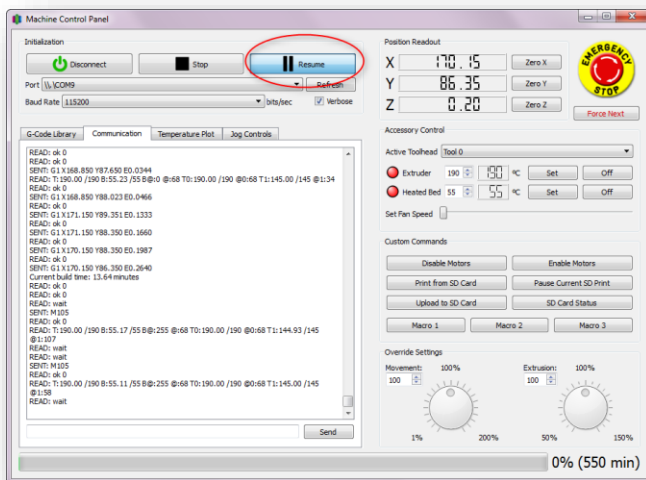 Machine Control Panel
Initialization
Disconnect
Stop
Resume
Port \\.\COM9
Refresh
Baud Rate 115200 bits/sec
Verbose
G-Code Library Communication Temperature Plot Jog Controls
READ: ok 0
READ: ok 0
SENT: G1 X168.850 Y87.650 E0.0344
READ: T:190.00 /190 B:55.23 /55 B@:0 @:68 T0:190.00 /190 @0:68 T1:145.00 /145 @1:34
READ: ok 0
SENT: G1 X168.850 Y88.023 E0.0466
READ: ok 0
SENT: G1 X171.150 Y89.351 E0.1333
READ: ok 0
SENT: G1 X171.150 Y88.350 E0.1660
READ: ok 0
SENT: G1 X170.150 Y88.350 E0.1987
READ: ok 0
SENT: G1 X170.150 Y86.350 E0.2640
Current build time: 13.64 minutes
READ: ok 0
READ: ok 0
READ: wait
SENT: M105
READ: ok 0
READ: T:190.00 /190 B:55.17 /55 B@:255 @:68 T0:190.00 /190 @0:68 T1:144.93 /145
@1:107
READ: wait
READ: wait
SENT: M105
READ: ok 0
READ: T:190.00 /190 B:55.11 /55 B@:255 @:68 T0:190.00 /190 @0:68 T1:145.00 /145
@1:58
READ: wait
Send
Position Readout
X 170.15 Zero X
Y 86.35 Zero Y
Z 0.20 Zero Z
EMERGENCY
STOP
Force Next
Accessory Control
Active Toolhead Tool 0
Extruder 190 190 ºC Set Off
Heated Bed 55 55 ºC Set Off
Set Fan Speed
Custom Commands
Disable Motors Enable Motors
Print from SD Card Pause Current SD Print
Upload to SD Card SD Card Status
Macro 1 Macro 2 Macro 3
Override Settings
Movement: 100% Extrusion: 100%
100 100
1% 200% 50% 150%
0% (550 min)